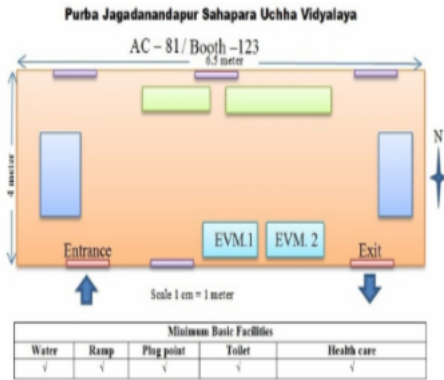 Purba Jagadanandapur Sahapara Uchha Vidyalaya
AC – 81/ Booth –123
6.5 meter
4 meter
N
EVM.1 EVM. 2
Entrance Exit
Scale 1 cm = 1 meter
Minimum Basic Facilities
Water Ramp Plug point Toilet Health care
√ √ √ √ √